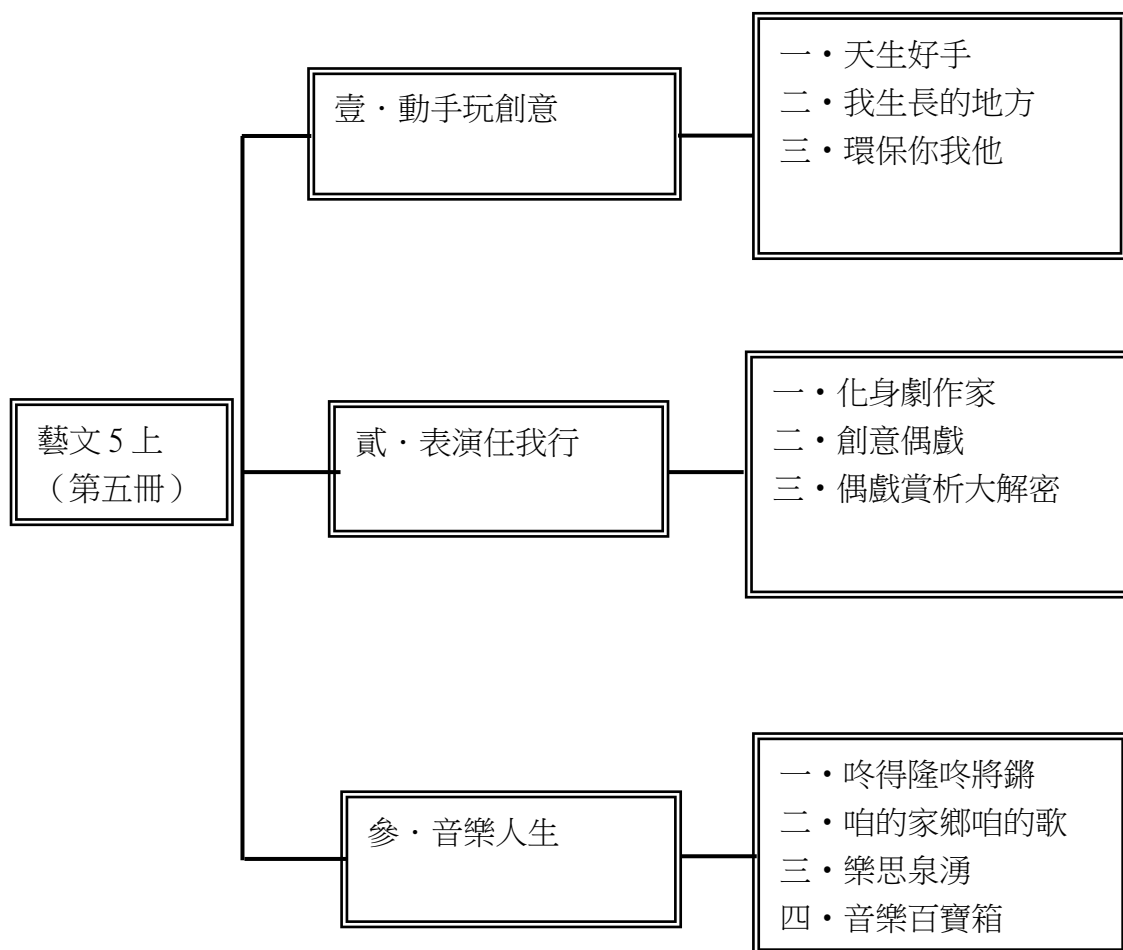 藝文 5 上
（第五冊）
壹．動手玩創意
一・天生好手
二・我生長的地方
三・環保你我他
貳．表演任我行
一・化身劇作家
二・創意偶戲
三・偶戲賞析大解密
參．音樂人生
一・咚得隆咚將鏘
二・咱的家鄉咱的歌
三・樂思泉湧
四・音樂百寶箱